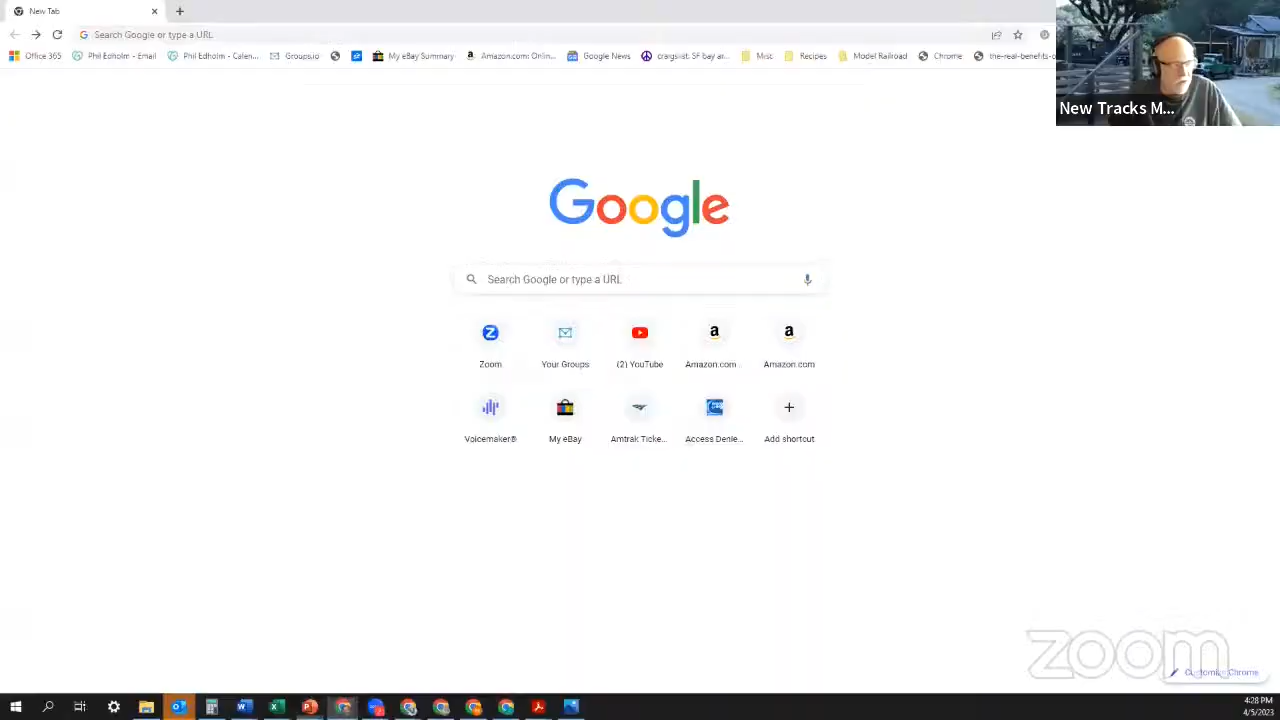 New Tab
Search Google or type a URL
Office 365
Phil Edholm - Email
Phil Edholm - Calen...
Groups.io
My eBay Summary
Amazon.com: Onlin...
Google News
craigslist: SF bay ar...
Misc
Recipes
Model Railroad
Chrome
the-real-benefits-o
New Tracks M...
Google
Search Google or type a URL
Zoom
Your Groups
(2) YouTube
Amazon.com
Amazon.com
Voicemaker®
My eBay
Amtrak Ticke...
Access Denie...
Add shortcut
zoom
Customize Chrome
4:28 PM
4/5/2023